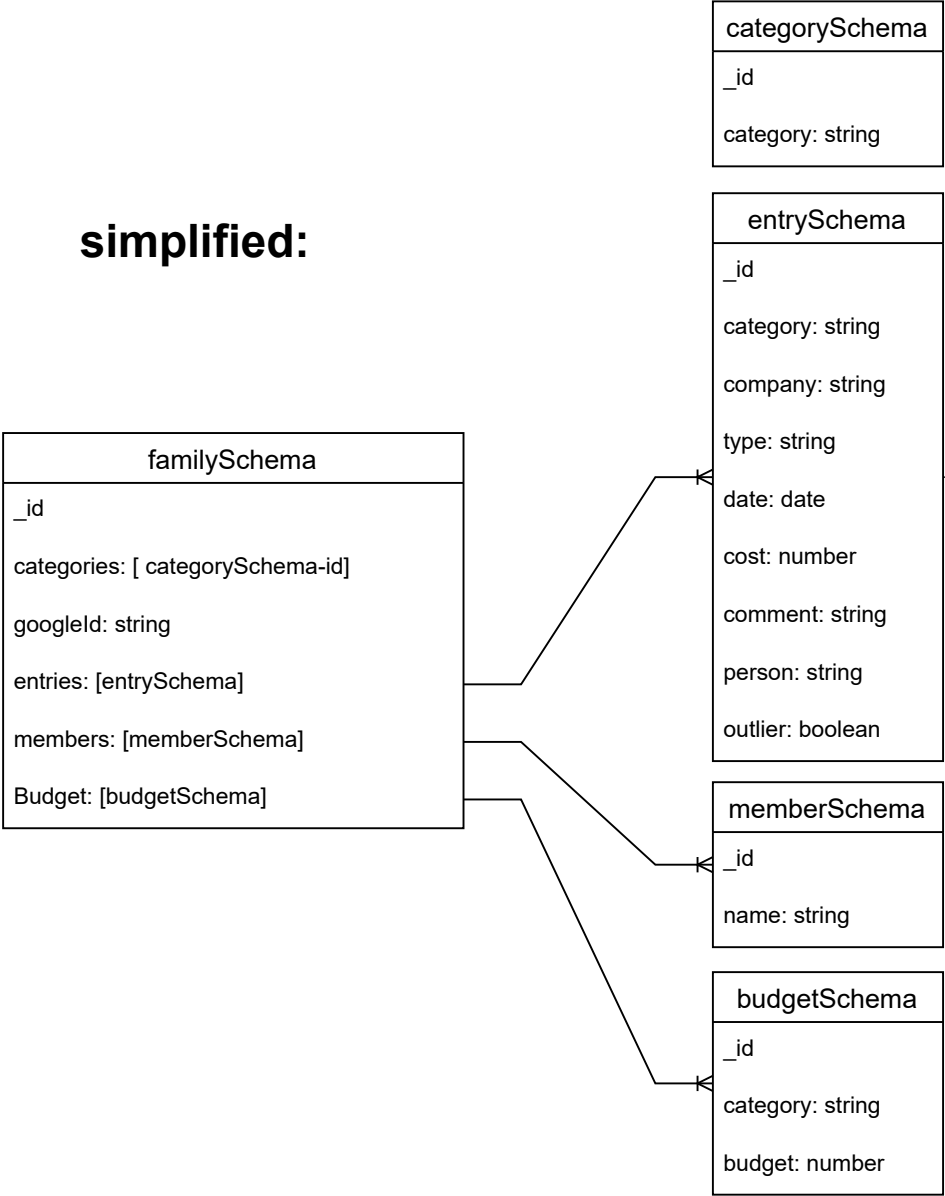 categorySchema
_id
category: string
simplified:
entrySchema
_id
category: string
company: string
type: string
date: date
cost: number
comment: string
person: string
outlier: boolean
familySchema
_id
categories: [ categorySchema-id]
googleId: string
entries: [entrySchema]
members: [memberSchema]
Budget: [budgetSchema]
memberSchema
_id
name: string
budgetSchema
_id
category: string
budget: number